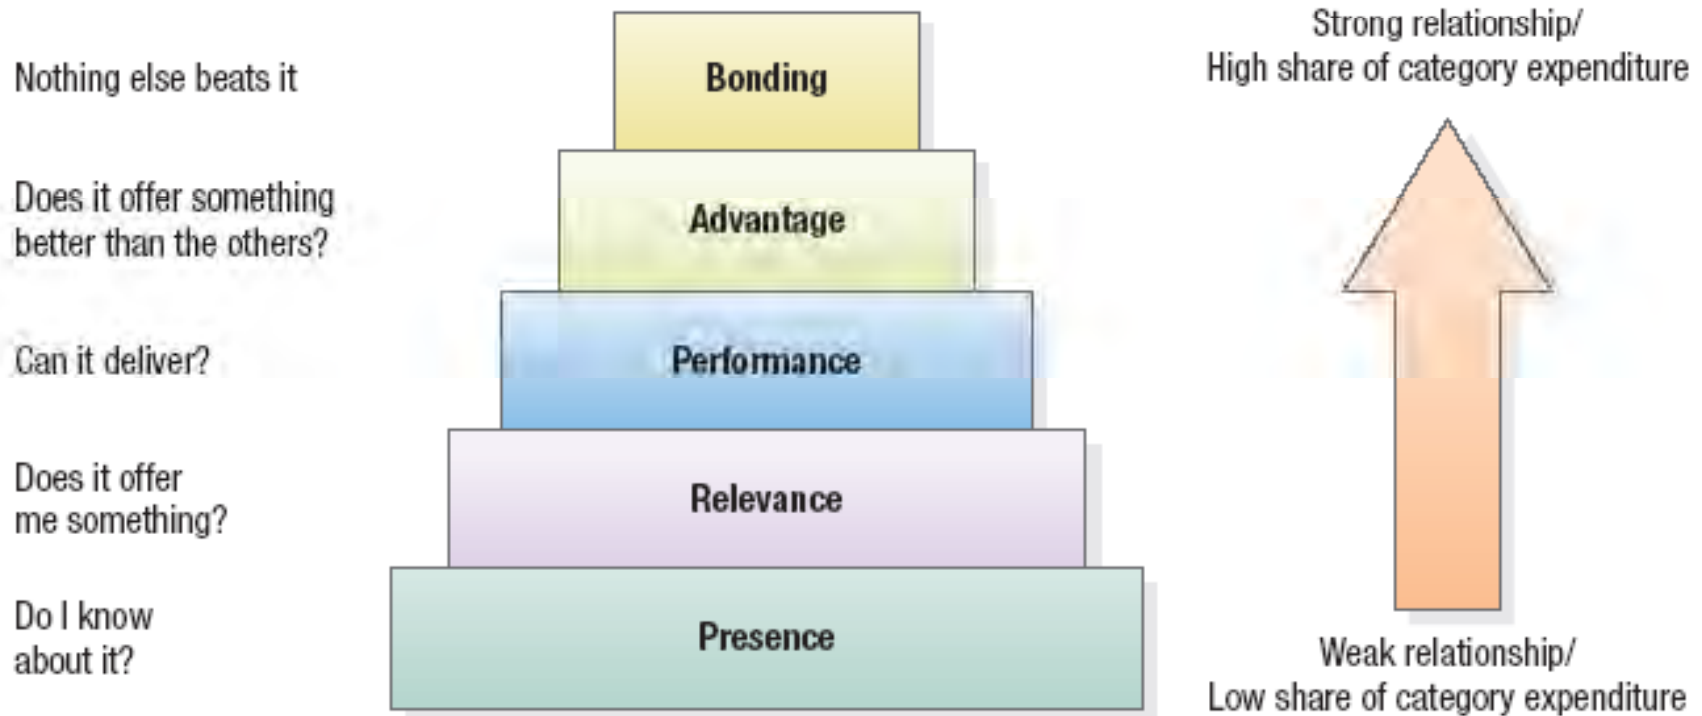 Nothing else beats it
Bonding
Strong relationship/
High share of category expenditure
Does it offer something
better than the others?
Advantage
Can it deliver?
Performance
Does it offer
me something?
Relevance
Do I know
about it?
Presence
Weak relationship/
Low share of category expenditure